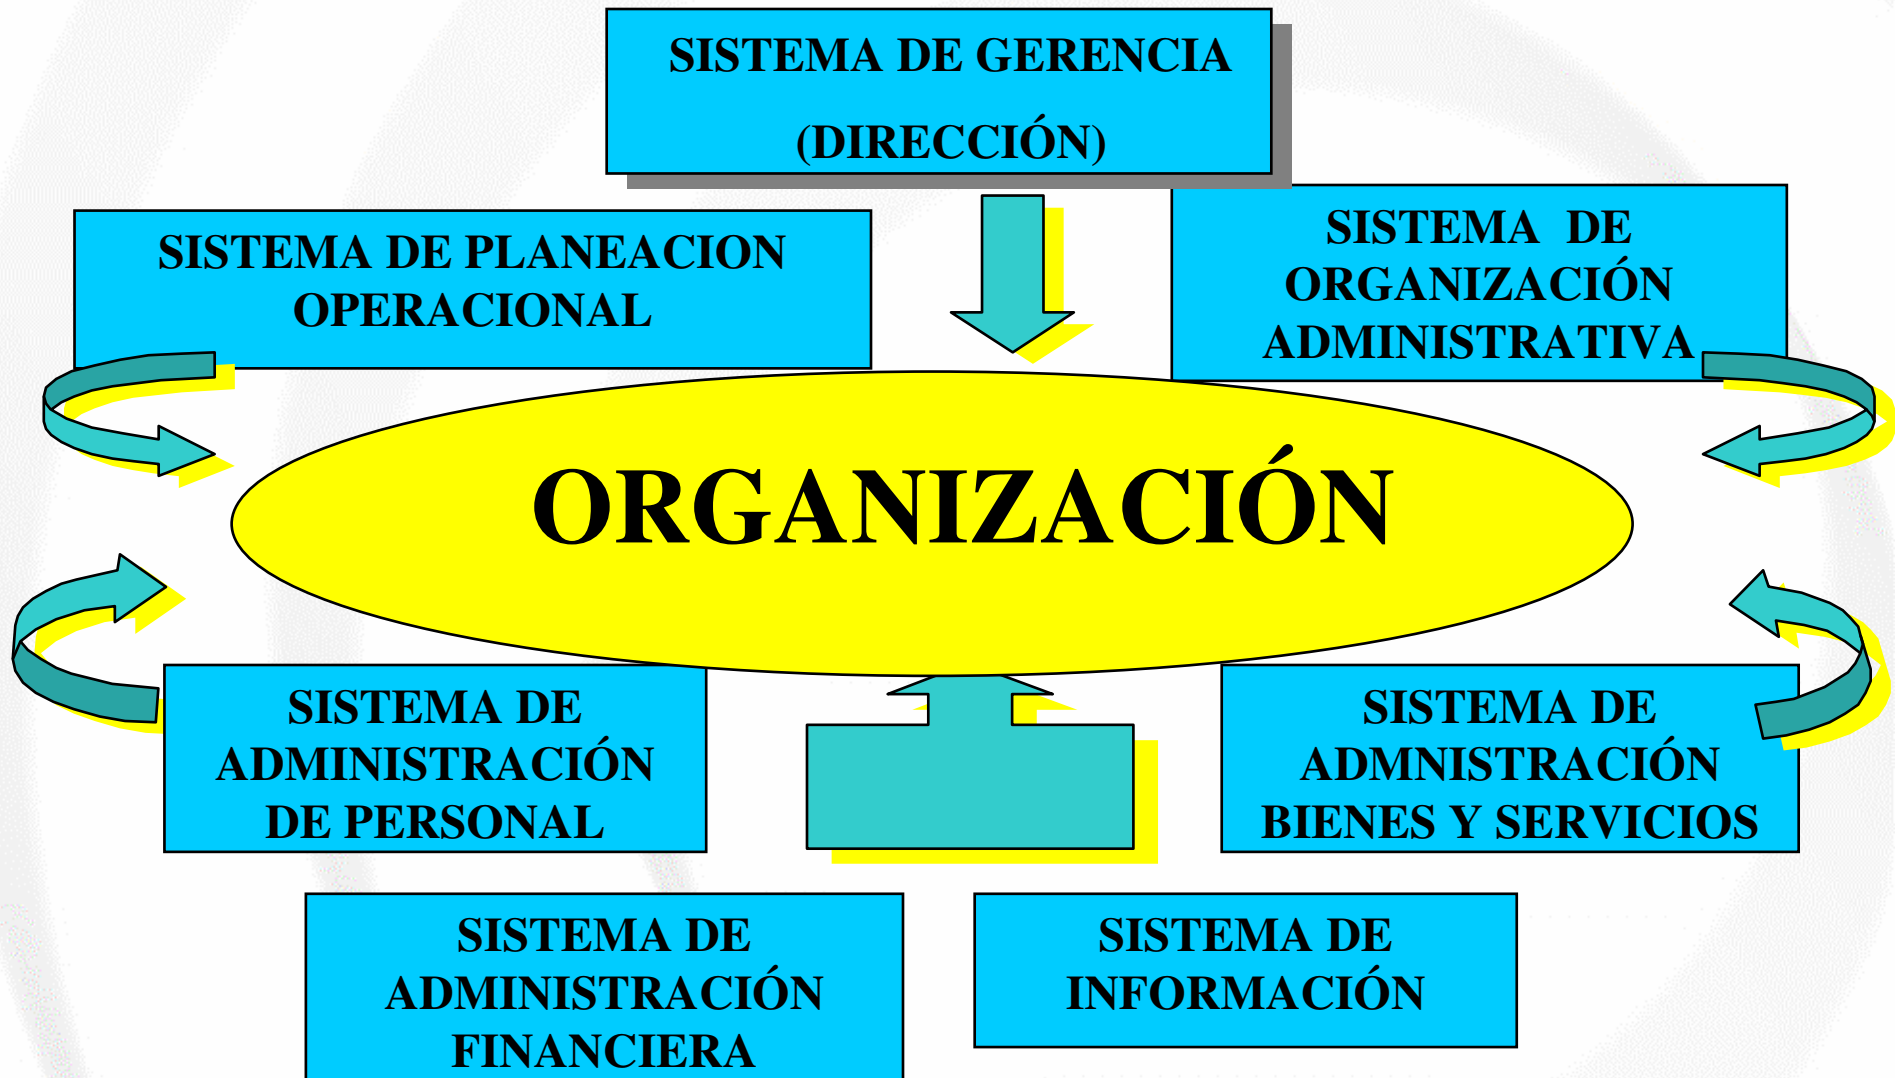 SISTEMA DE GERENCIA
(DIRECCIÓN)
SISTEMA DE PLANEACION
OPERACIONAL
SISTEMA DE
ORGANIZACIÓN
ADMINISTRATIVA
ORGANIZACIÓN
SISTEMA DE
ADMINISTRACIÓN
DE PERSONAL
SISTEMA DE
ADMNISTRACIÓN
BIENES Y SERVICIOS
SISTEMA DE
ADMINISTRACIÓN
FINANCIERA
SISTEMA DE
INFORMACIÓN